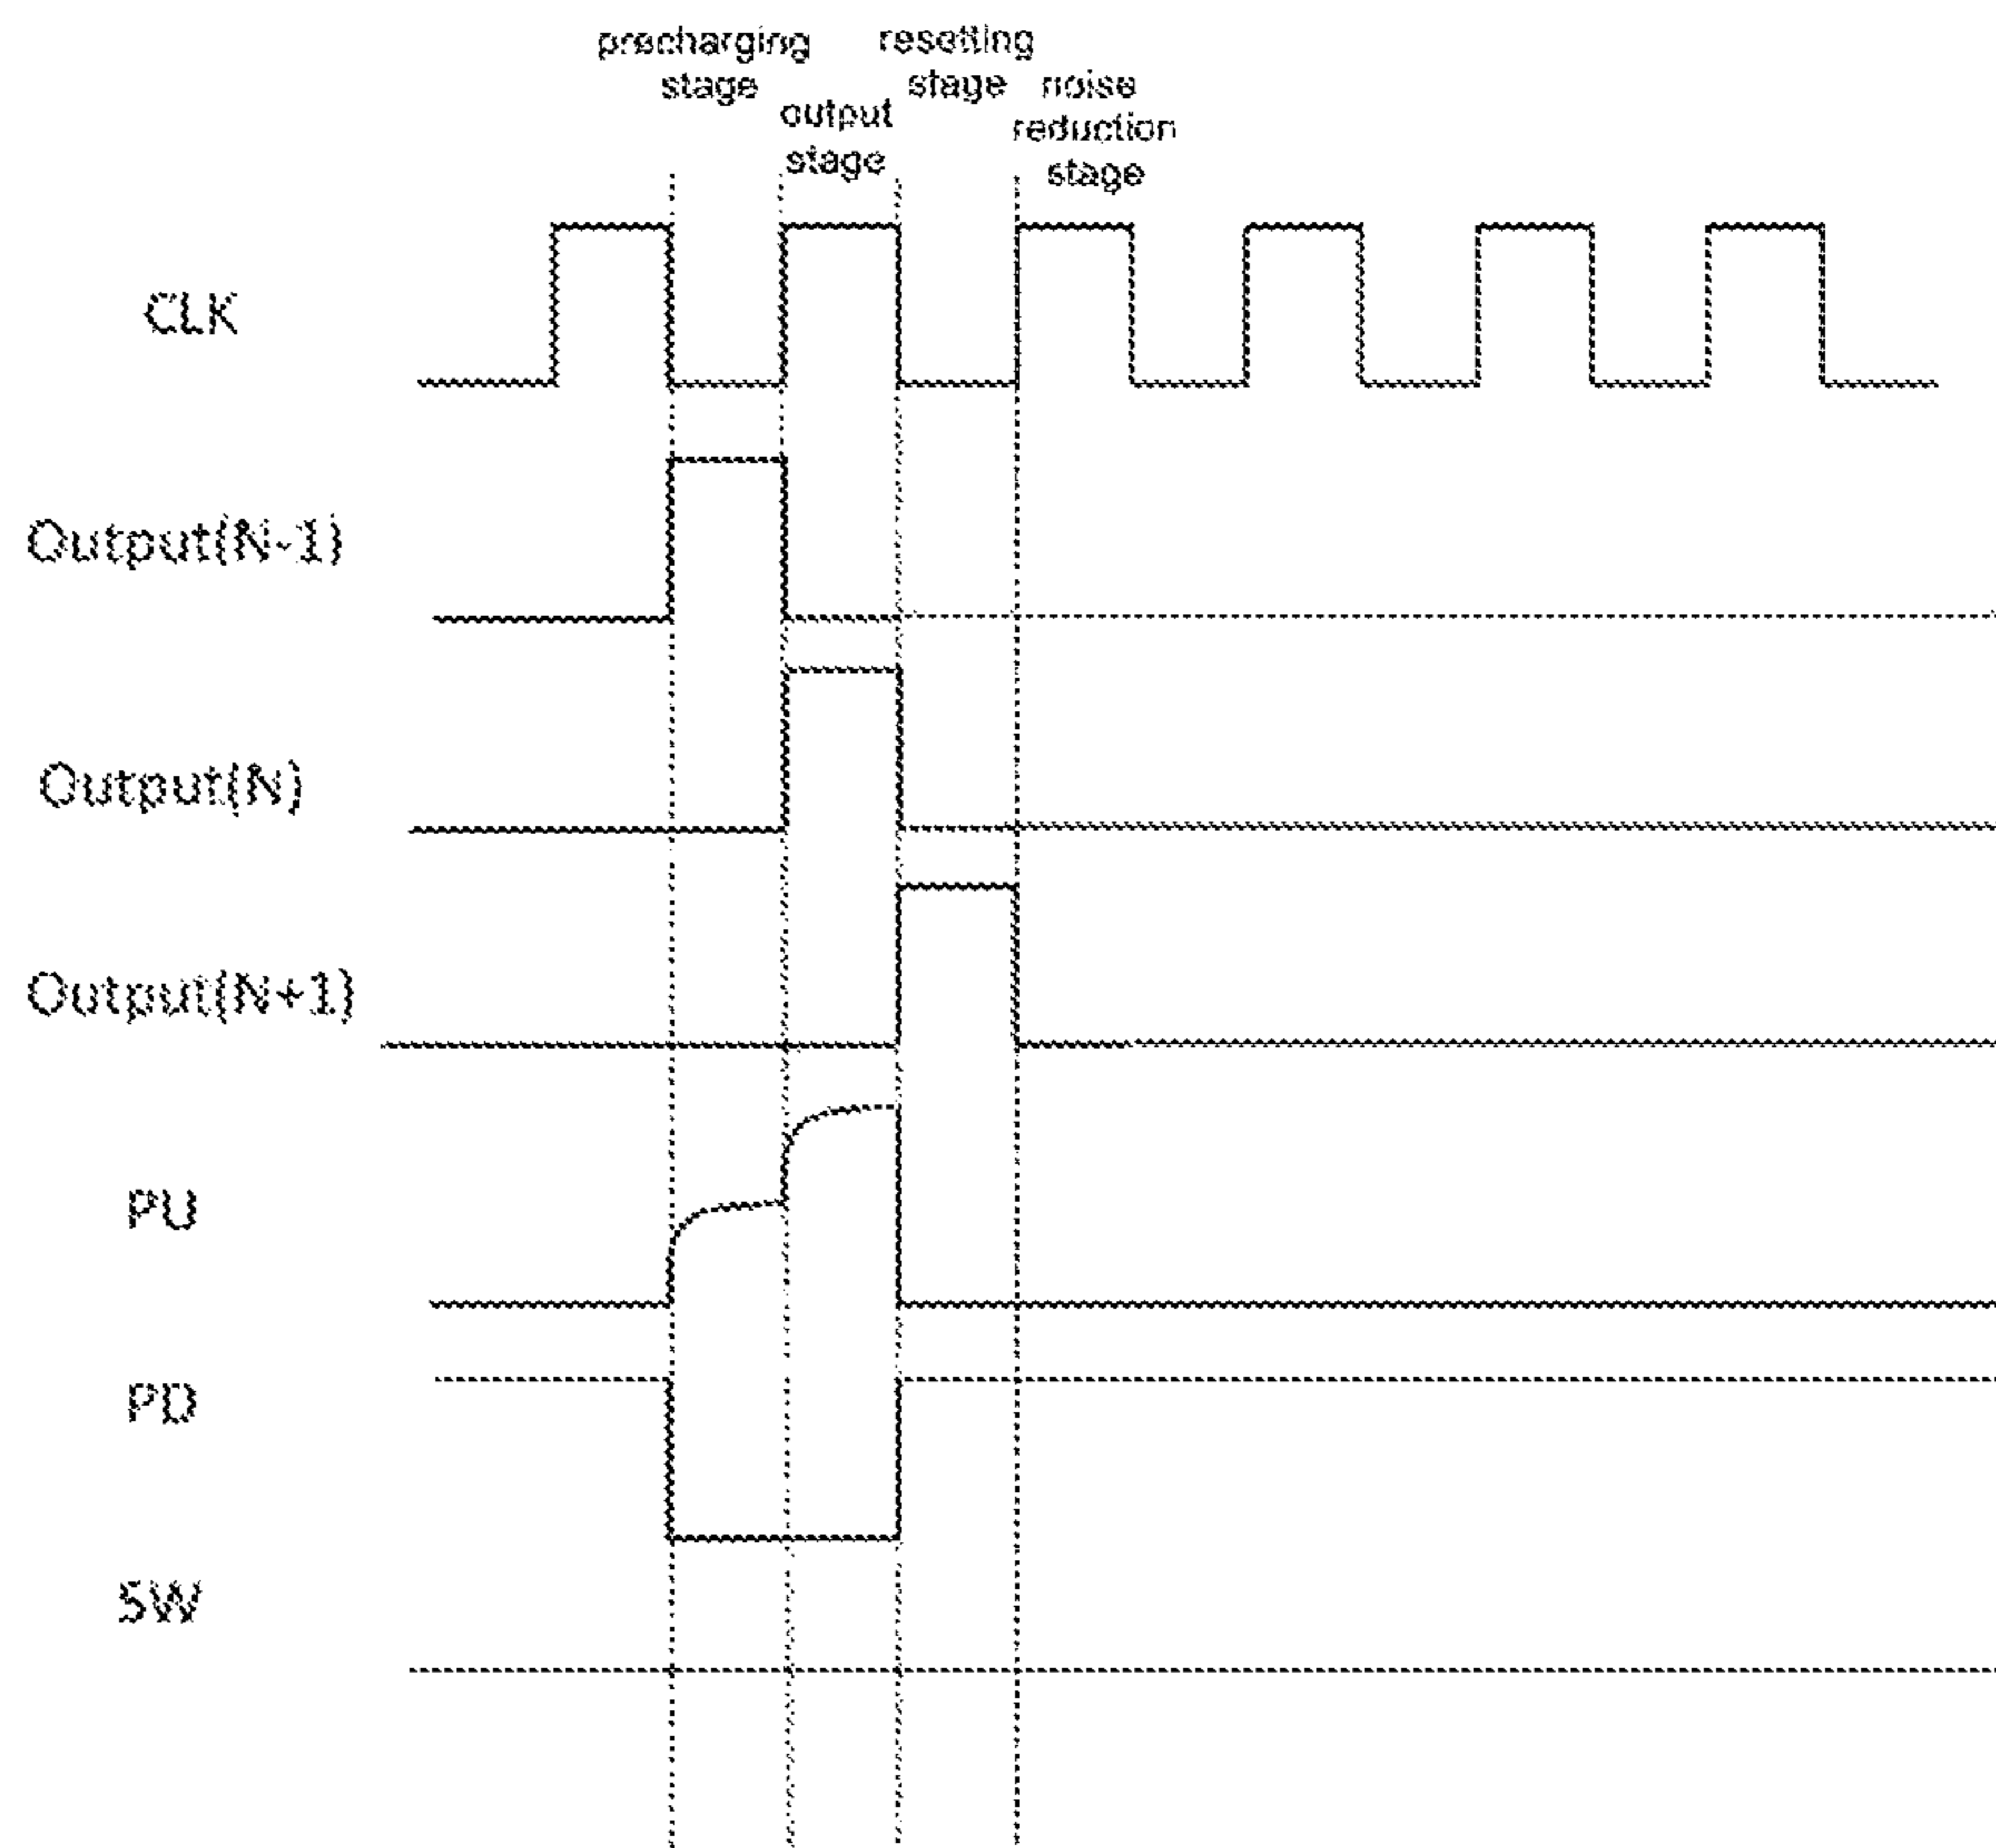 precharging
stage
output
stage
resetting
stage
noise
reduction
stage
CLK
Output(N-1)
Output(N)
Output(N+1)
PU
PD
SW